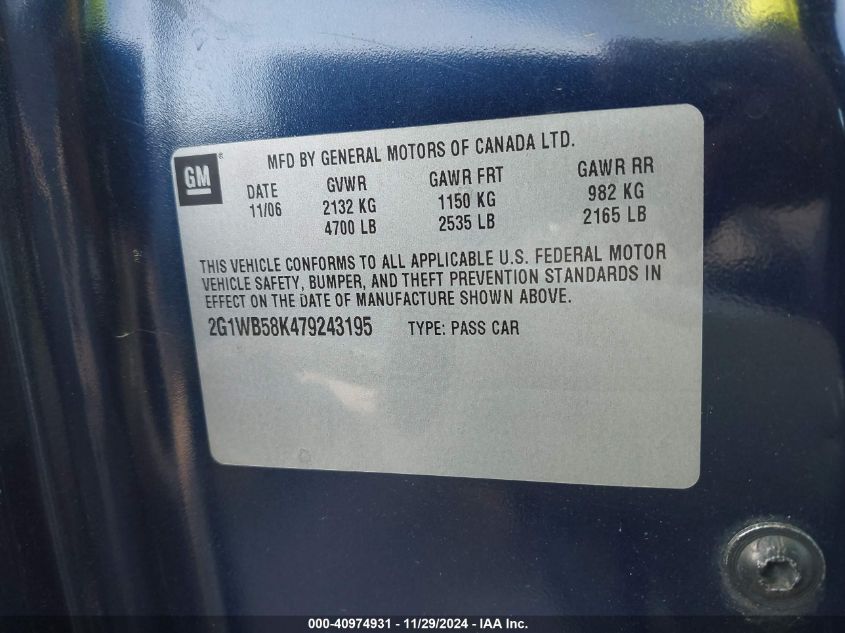 GM ®
MFD BY GENERAL MOTORS OF CANADA LTD.
DATE GVWR GAWR FRT GAWR RR
11/06 2132 KG 1150 KG 982 KG
4700 LB 2535 LB 2165 LB
THIS VEHICLE CONFORMS TO ALL APPLICABLE U.S. FEDERAL MOTOR
VEHICLE SAFETY, BUMPER, AND THEFT PREVENTION STANDARDS IN
EFFECT ON THE DATE OF MANUFACTURE SHOWN ABOVE.
2G1WB58K479243195 TYPE: PASS CAR
000-40974931 - 11/29/2024 - IAA Inc.